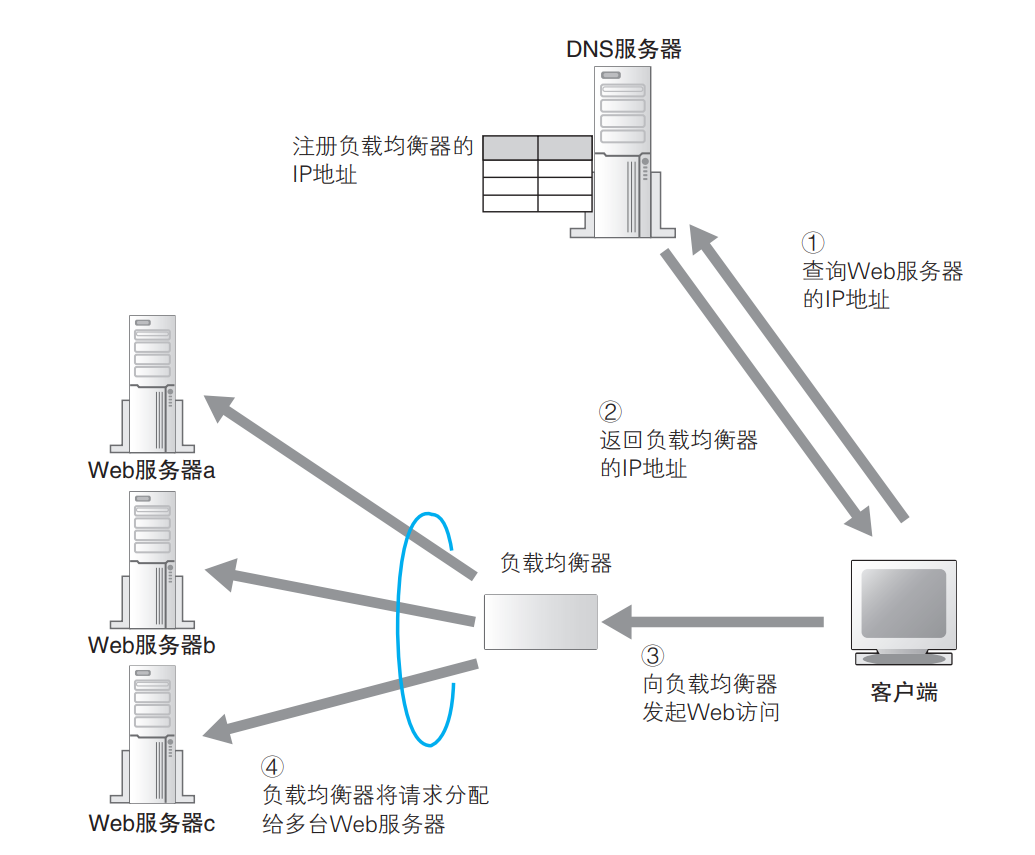 DNS服务器
注册负载均衡器的
IP地址
①
查询Web服务器
的IP地址
②
返回负载均衡器
的IP地址
Web服务器a
Web服务器b
Web服务器c
负载均衡器
③
向负载均衡器
发起Web访问
客户端
④
负载均衡器将请求分配
给多台Web服务器